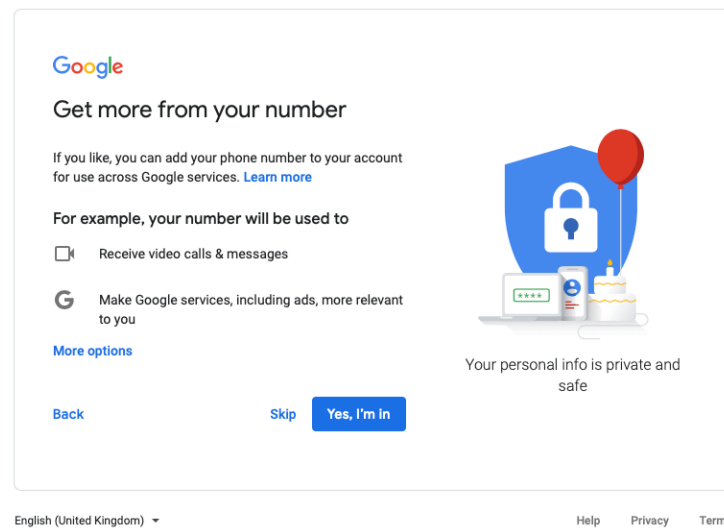 Google
Get more from your number
If you like, you can add your phone number to your account
for use across Google services. Learn more
For example, your number will be used to
Receive video calls & messages
G
Make Google services, including ads, more relevant
to you
More options
Back
Skip
Yes, I'm in
****
Your personal info is private and
safe
English (United Kingdom)
Help
Privacy
Term